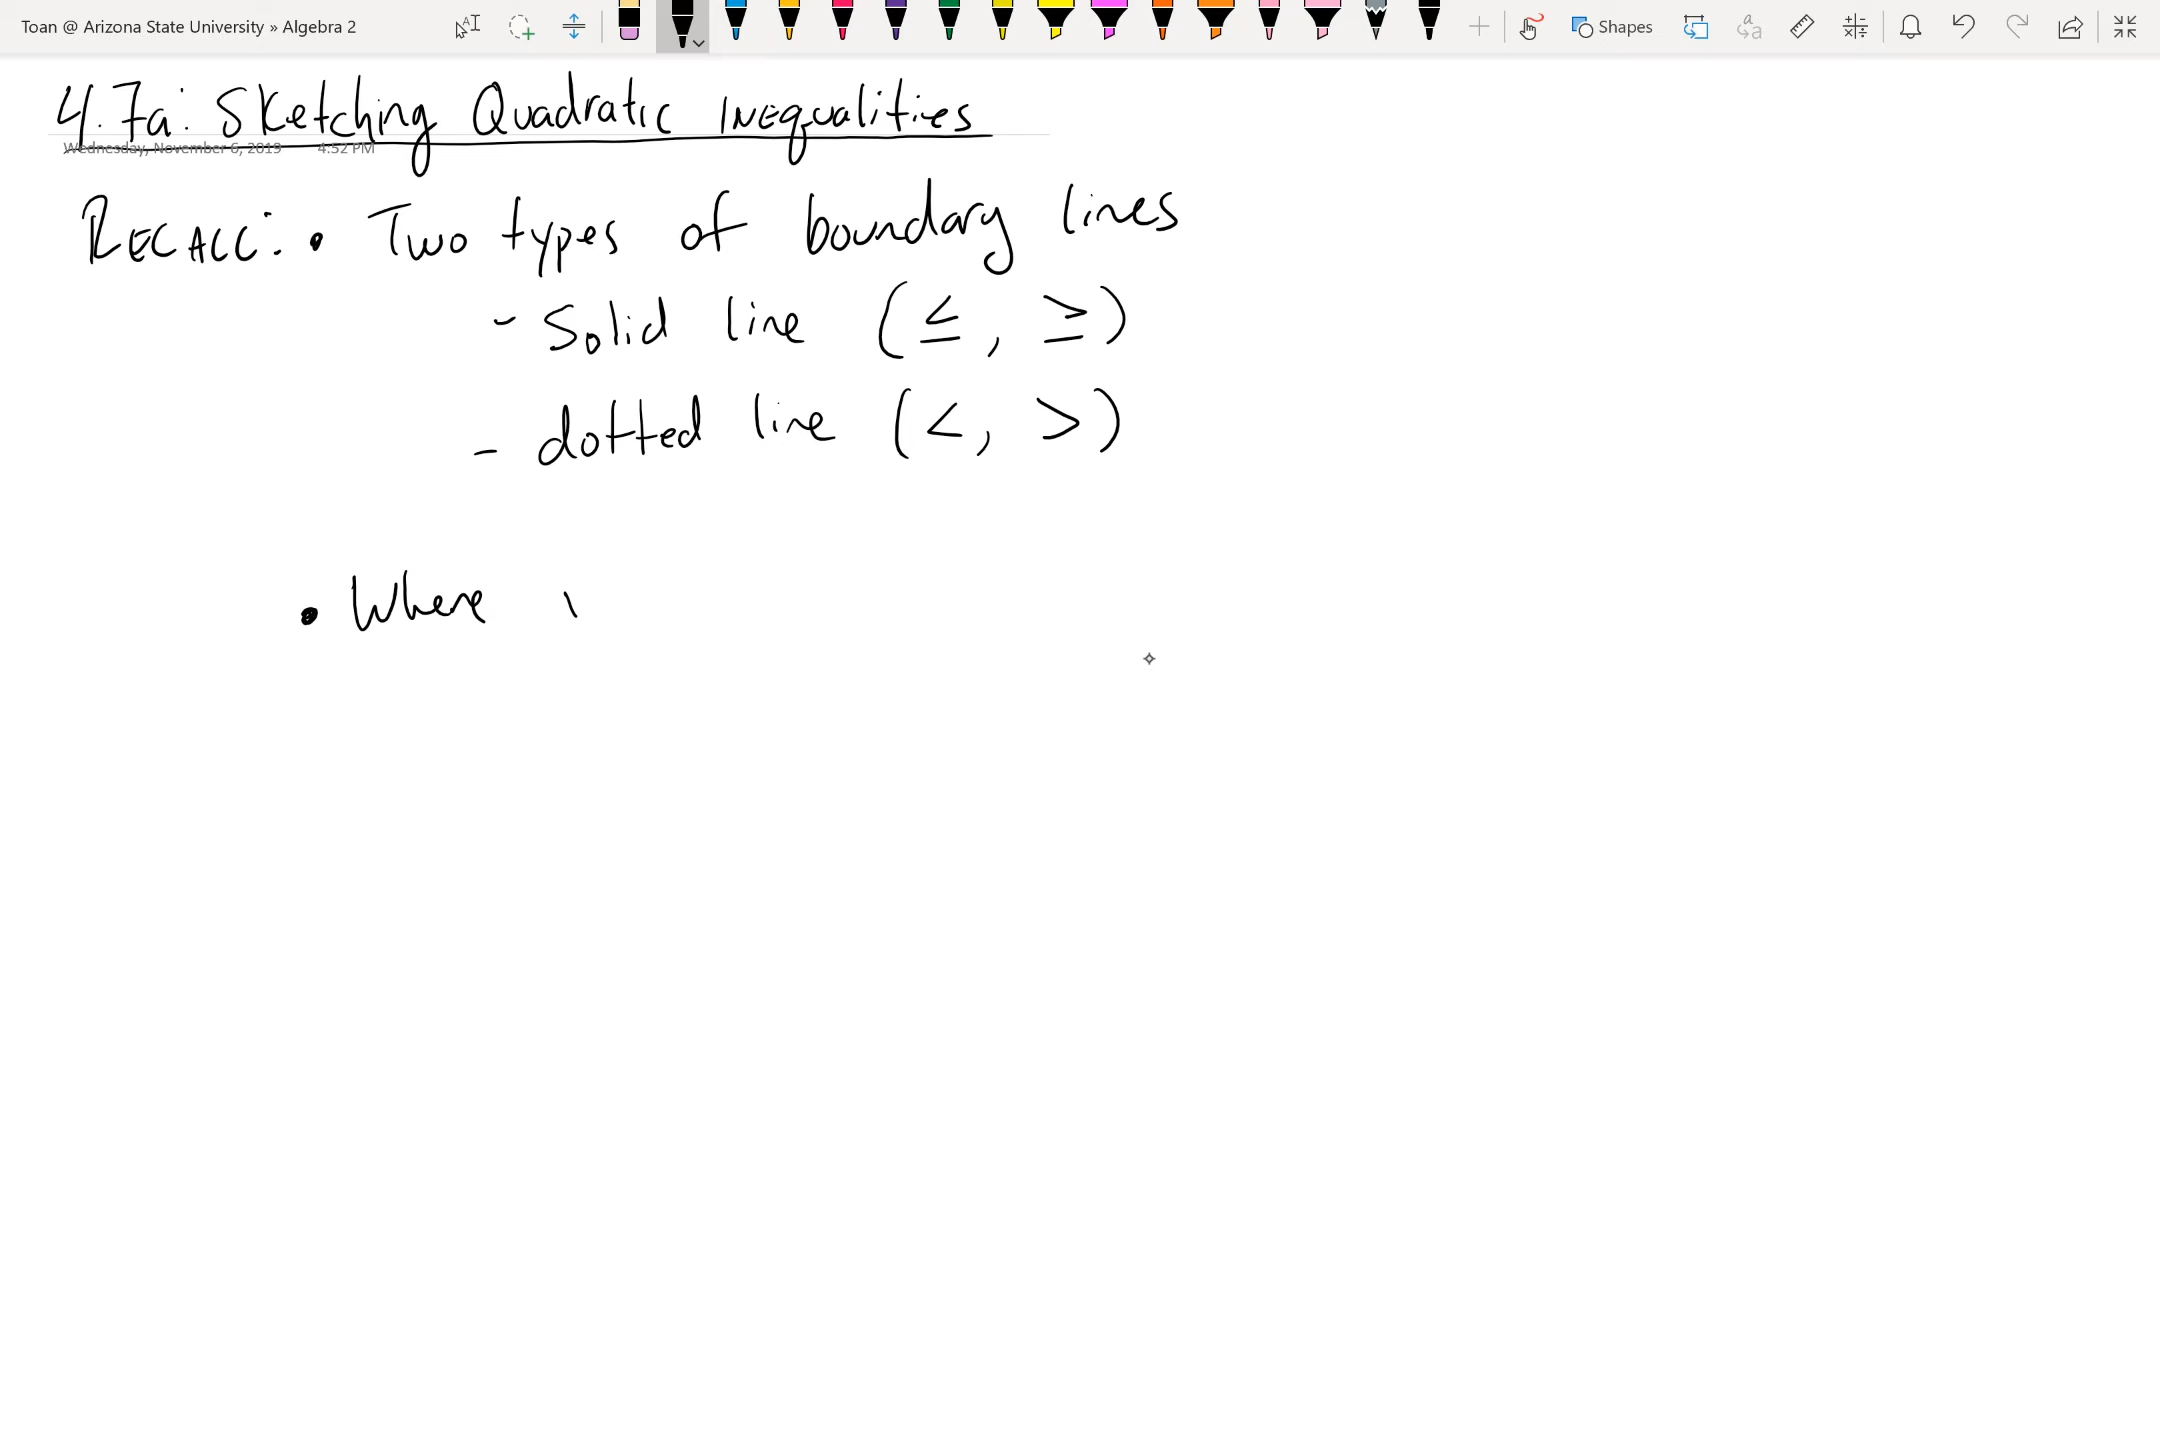 Toan @ Arizona State University » Algebra 2
Shapes
4.7a: Sketching Quadratic Inequalities
Wednesday, November 6, 2019 4:52 PM
RECALL: • Two types of boundary lines
- Solid line (≤, ≥)
- dotted line (<, >)
• Where